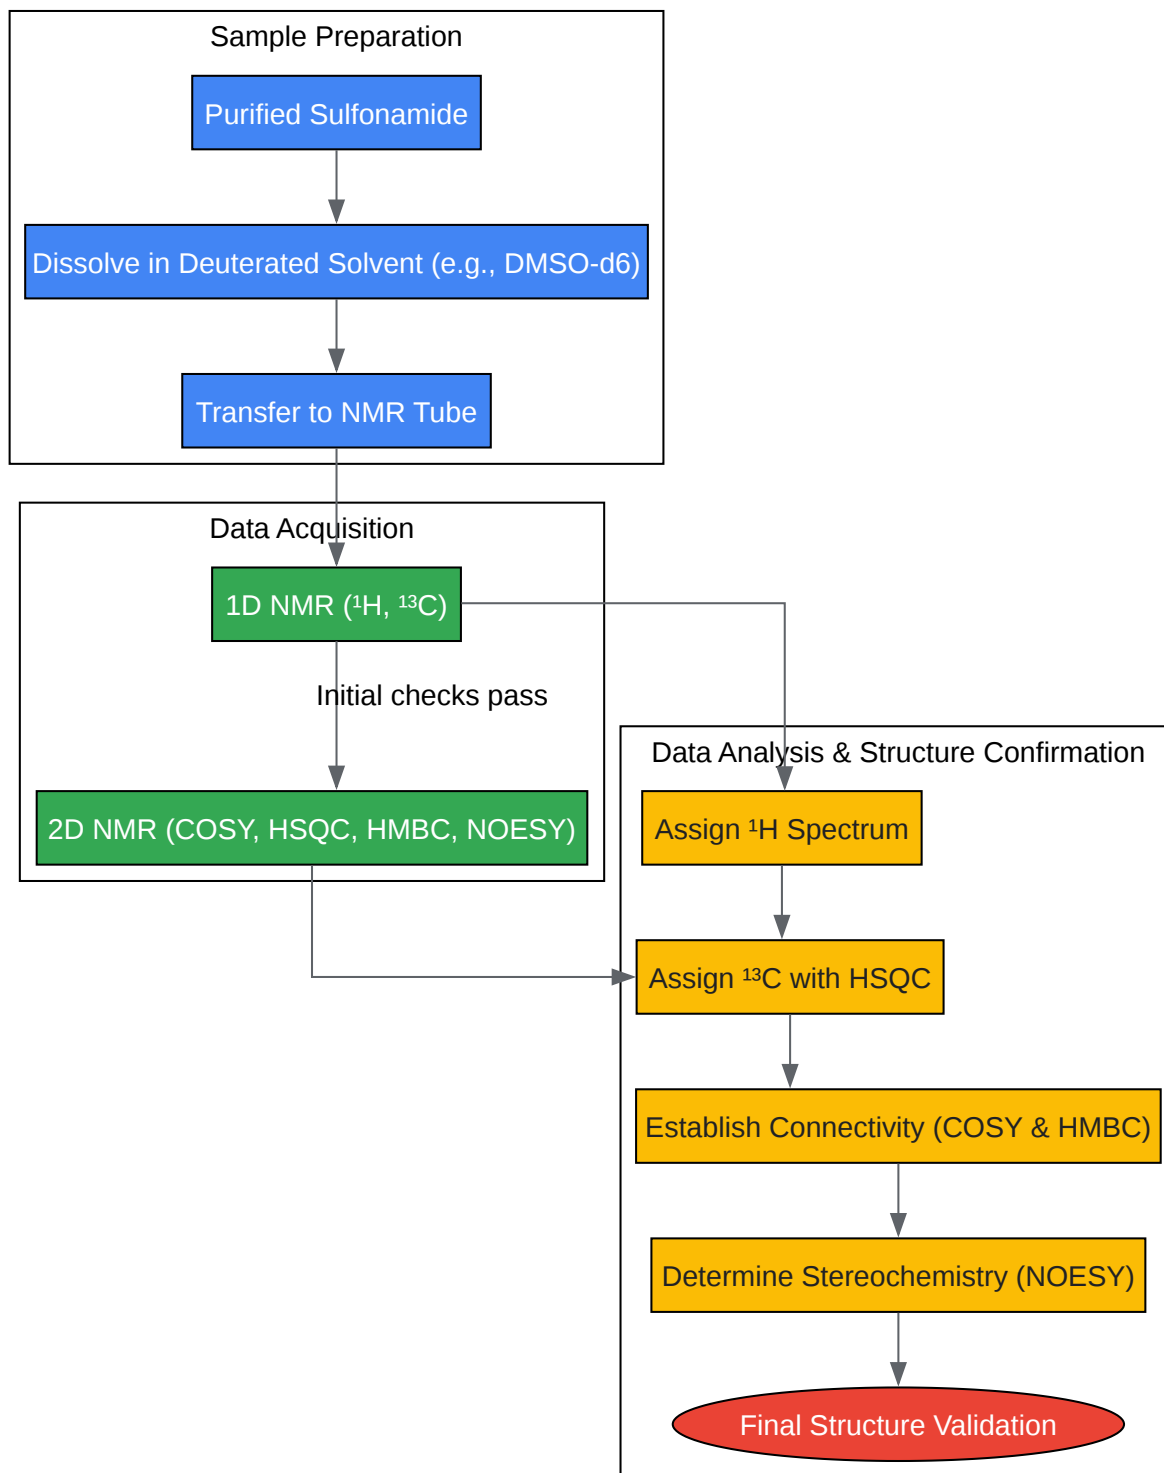 Sample Preparation
Purified Sulfonamide
Dissolve in Deuterated Solvent (e.g., DMSO-d6)
Transfer to NMR Tube
Data Acquisition
1D NMR (¹H, ¹³C)
Initial checks pass
2D NMR (COSY, HSQC, HMBC, NOESY)
Data Analysis & Structure Confirmation
Assign ¹H Spectrum
Assign ¹³C with HSQC
Establish Connectivity (COSY & HMBC)
Determine Stereochemistry (NOESY)
Final Structure Validation